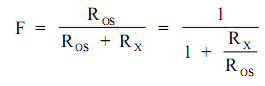 F = R_OS / (R_OS + R_X) = 1 / (1 + R_X / R_OS)